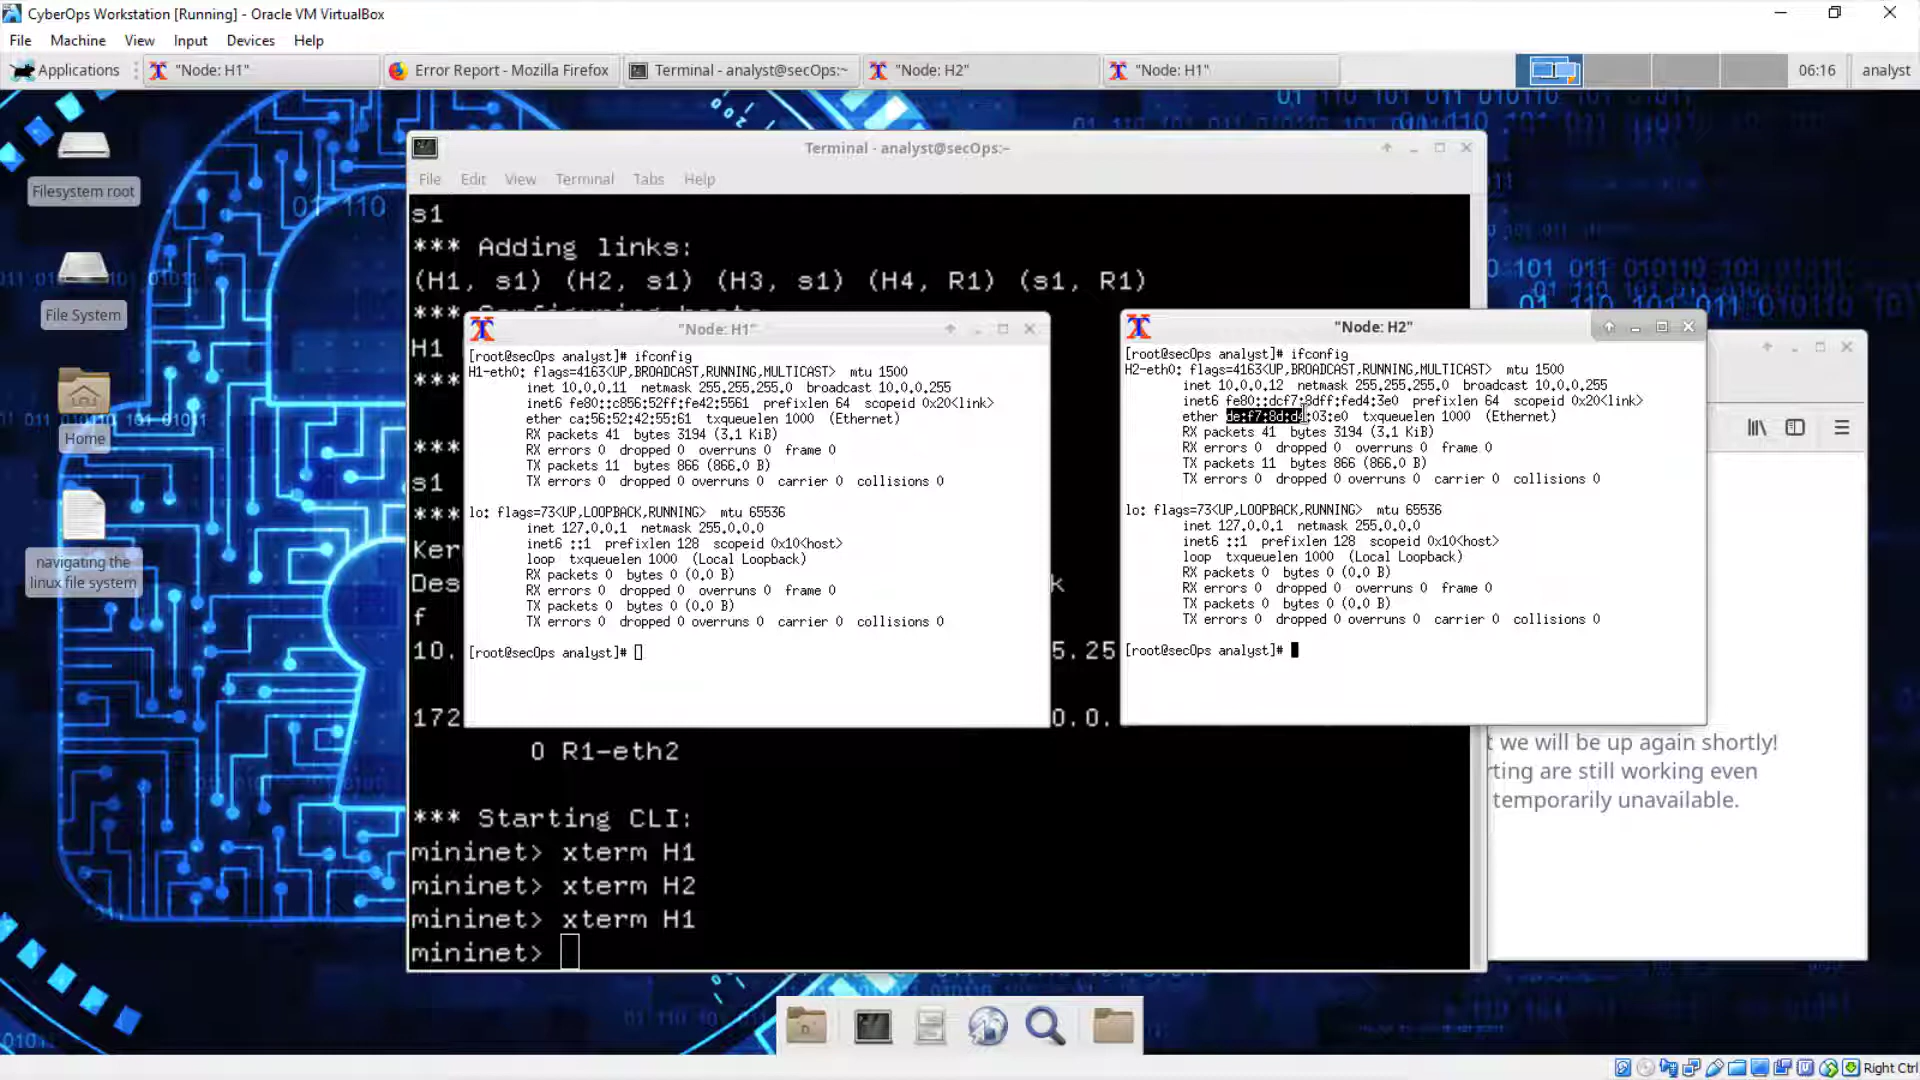 CyberOps Workstation [Running] - Oracle VM VirtualBox
File Machine View Input Devices Help
Applications "Node: H1" Error Report - Mozilla Firefox Terminal - analyst@secOps:~ "Node: H2" "Node: H1" 06:16 analyst
Filesystem root
File System
Home
navigating the
linux file system
Terminal - analyst@secOps:~
File Edit View Terminal Tabs Help
s1
*** Adding links:
(H1, s1) (H2, s1) (H3, s1) (H4, R1) (s1, R1)
***
H1
***
***
s1
***
Ker
Des
f
10.
5.25
172
0.0.
0 R1-eth2
*** Starting CLI:
mininet> xterm H1
mininet> xterm H2
mininet> xterm H1
mininet>
"Node: H1"
[root@secOps analyst]# ifconfig
H1-eth0: flags=4163<UP,BROADCAST,RUNNING,MULTICAST> mtu 1500
inet 10.0.0.11 netmask 255.255.255.0 broadcast 10.0.0.255
inet6 fe80::c856:52ff:fe42:5561 prefixlen 64 scopeid 0x20<link>
ether ca:56:52:42:55:61 txqueuelen 1000 (Ethernet)
RX packets 41 bytes 3194 (3.1 KiB)
RX errors 0 dropped 0 overruns 0 frame 0
TX packets 11 bytes 866 (866.0 B)
TX errors 0 dropped 0 overruns 0 carrier 0 collisions 0
lo: flags=73<UP,LOOPBACK,RUNNING> mtu 65536
inet 127.0.0.1 netmask 255.0.0.0
inet6 ::1 prefixlen 128 scopeid 0x10<host>
loop txqueuelen 1000 (Local Loopback)
RX packets 0 bytes 0 (0.0 B)
RX errors 0 dropped 0 overruns 0 frame 0
TX packets 0 bytes 0 (0.0 B)
TX errors 0 dropped 0 overruns 0 carrier 0 collisions 0
[root@secOps analyst]#
"Node: H2"
[root@secOps analyst]# ifconfig
H2-eth0: flags=4163<UP,BROADCAST,RUNNING,MULTICAST> mtu 1500
inet 10.0.0.12 netmask 255.255.255.0 broadcast 10.0.0.255
inet6 fe80::dcf7:8dff:fed4:3e0 prefixlen 64 scopeid 0x20<link>
ether de:f7:8d:d4:03:e0 txqueuelen 1000 (Ethernet)
RX packets 41 bytes 3194 (3.1 KiB)
RX errors 0 dropped 0 overruns 0 frame 0
TX packets 11 bytes 866 (866.0 B)
TX errors 0 dropped 0 overruns 0 carrier 0 collisions 0
lo: flags=73<UP,LOOPBACK,RUNNING> mtu 65536
inet 127.0.0.1 netmask 255.0.0.0
inet6 ::1 prefixlen 128 scopeid 0x10<host>
loop txqueuelen 1000 (Local Loopback)
RX packets 0 bytes 0 (0.0 B)
RX errors 0 dropped 0 overruns 0 frame 0
TX packets 0 bytes 0 (0.0 B)
TX errors 0 dropped 0 overruns 0 carrier 0 collisions 0
[root@secOps analyst]#
t we will be up again shortly!
rting are still working even
temporarily unavailable.
Right Ctrl